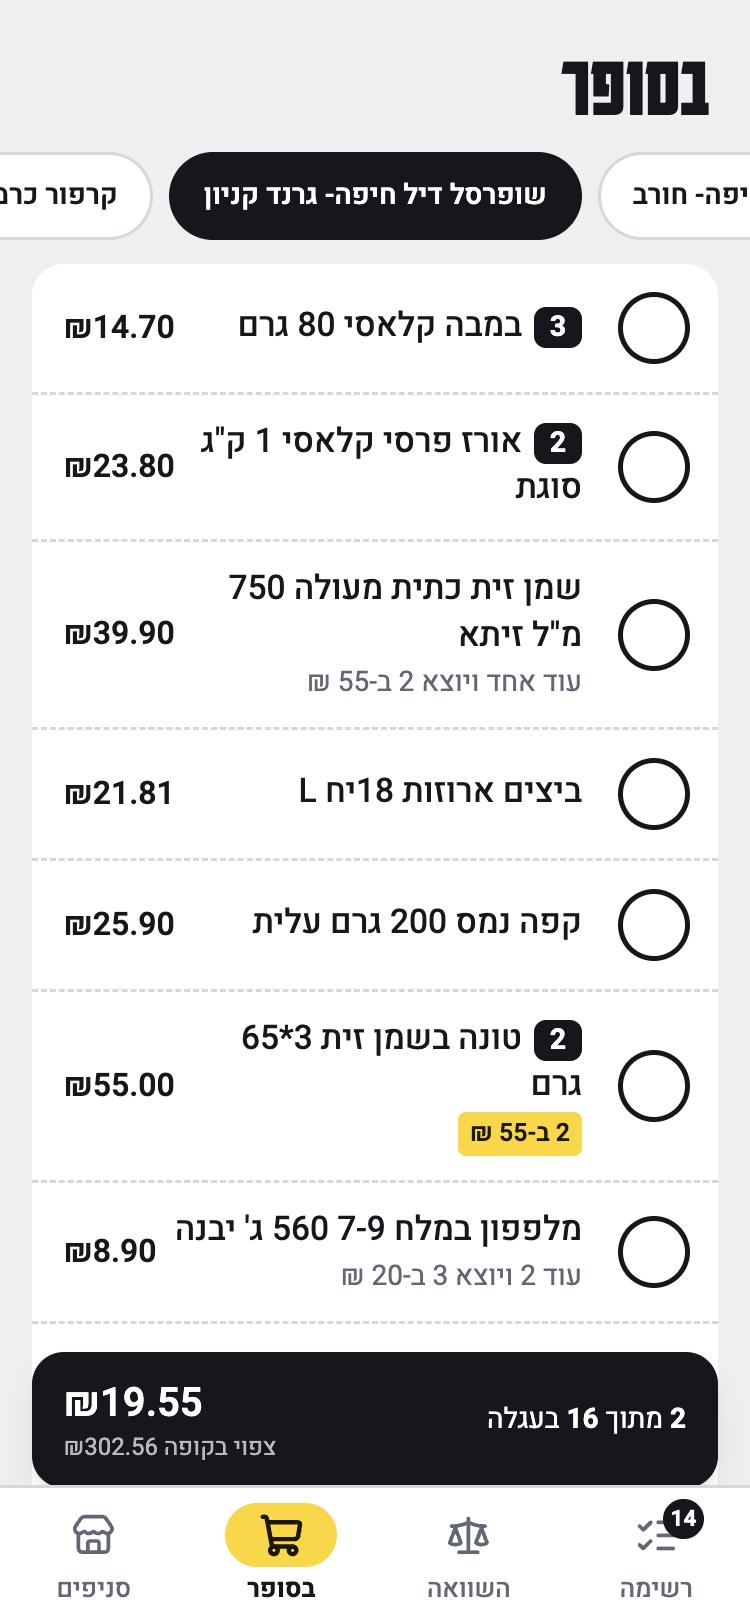 בסופר
יפה- חורב
שופרסל דיל חיפה- גרנד קניון
קרפור כרמ
3 במבה קלאסי 80 גרם
₪14.70
2 אורז פרסי קלאסי 1 ק"ג
סוגת
₪23.80
שמן זית כתית מעולה 750
מ"ל זיתא
עוד אחד ויוצא 2 ב-55 ₪
₪39.90
ביצים ארוזות 18יח L
₪21.81
קפה נמס 200 גרם עלית
₪25.90
2 טונה בשמן זית 3*65
גרם
2 ב-55 ₪
₪55.00
מלפפון במלח 7-9 560 ג' יבנה
עוד 2 ויוצא 3 ב-20 ₪
₪8.90
2 מתוך 16 בעגלה
₪19.55
צפוי בקופה ₪302.56
14
רשימה
השוואה
בסופר
סניפים